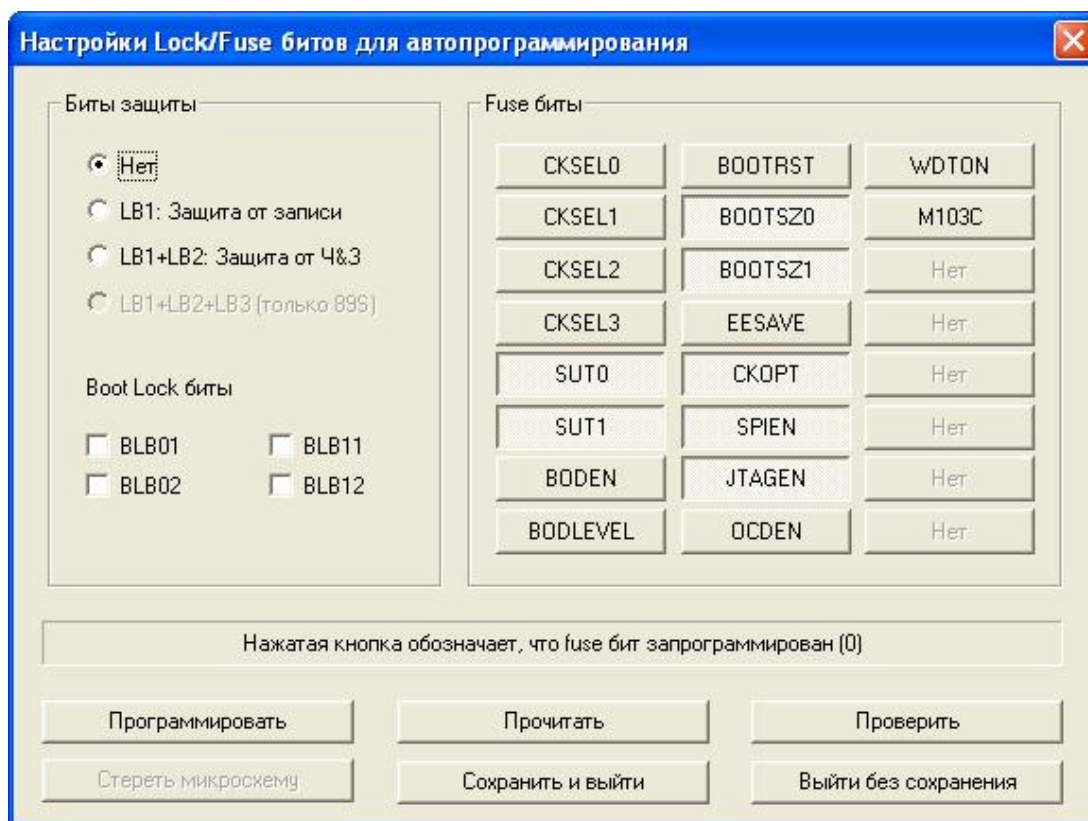 Настройки Lock/Fuse битов для автопрограммирования
Биты защиты
Нет
LB1: Защита от записи
LB1+LB2: Защита от Ч&З
LB1+LB2+LB3 (только 89S)
Boot Lock биты
BLB01 BLB11
BLB02 BLB12
Fuse биты
CKSEL0 BOOTRST WDTON
CKSEL1 BOOTSZ0 M103C
CKSEL2 BOOTSZ1 Нет
CKSEL3 EESAVE Нет
SUT0 CKOPT Нет
SUT1 SPIEN Нет
BODEN JTAGEN Нет
BODLEVEL OCDEN Нет
Нажатая кнопка обозначает, что fuse бит запрограммирован (0)
Программировать Прочитать Проверить
Стереть микросхему Сохранить и выйти Выйти без сохранения